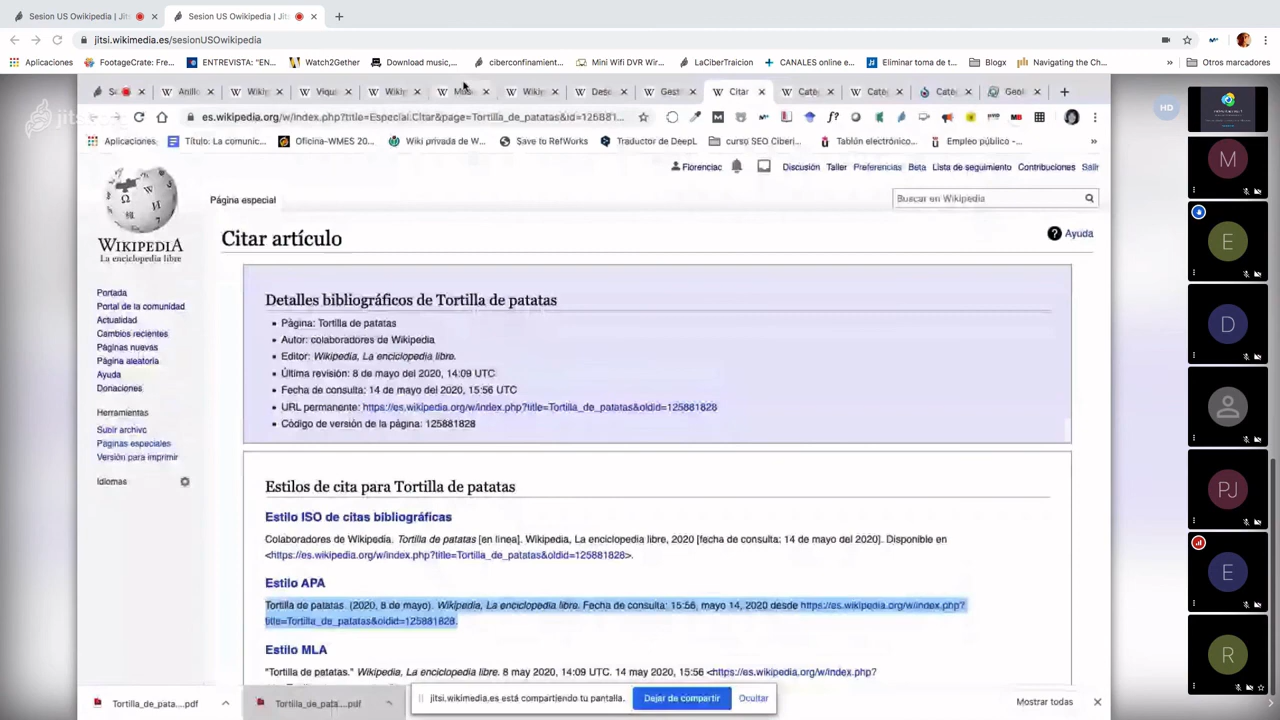 Sesion US Owikipedia | Jits
Sesion US Owikipedia | Jits
jitsi.wikimedia.es/sesionUSOwikipedia
Aplicaciones
FootageCrate: Fre...
ENTREVISTA: "EN...
Watch2Gether
Download music,...
ciberconfinamient...
Mini Wifi DVR Wir...
LaCiberTraicion
CANALES online e...
Eliminar toma de t...
Blogx
Navigating the Ch...
Otros marcadores
Anillo
Wikip
Viqui
Wikip
Wikip
Desc
Gest
Citar
Cate
Cate
Cate
Geol
es.wikipedia.org/w/index.php?title=Especial:Citar&page=Tortilla_de_patatas&id=125881...
HD
Aplicaciones
Título: La comunic...
Oficina-WMES 20...
Wiki privada de W...
Save to RefWorks
Traductor de DeepL
curso SEO Ciberi...
Tablón electrónico...
Empleo público -...
»
Florenciac
Discusión
Taller
Preferencias
Beta
Lista de seguimiento
Contribuciones
Salir
Página especial
Buscar en Wikipedia
WIKIPEDIA
La enciclopedia libre
Citar artículo
Ayuda
Portada
Portal de la comunidad
Actualidad
Cambios recientes
Páginas nuevas
Página aleatoria
Ayuda
Donaciones
Herramientas
Subir archivo
Páginas especiales
Versión para imprimir
Idiomas
Detalles bibliográficos de Tortilla de patatas
Página: Tortilla de patatas
Autor: colaboradores de Wikipedia
Editor: Wikipedia, La enciclopedia libre.
Última revisión: 8 de mayo del 2020, 14:09 UTC
Fecha de consulta: 14 de mayo del 2020, 15:56 UTC
URL permanente: https://es.wikipedia.org/w/index.php?title=Tortilla_de_patatas&oldid=125881828
Código de versión de la página: 125881828
Estilos de cita para Tortilla de patatas
Estilo ISO de citas bibliográficas
Colaboradores de Wikipedia. Tortilla de patatas [en línea]. Wikipedia, La enciclopedia libre, 2020 [fecha de consulta: 14 de mayo del 2020]. Disponible en
<https://es.wikipedia.org/w/index.php?title=Tortilla_de_patatas&oldid=125881828>.
Estilo APA
Tortilla de patatas. (2020, 8 de mayo). Wikipedia, La enciclopedia libre. Fecha de consulta: 15:56, mayo 14, 2020 desde https://es.wikipedia.org/w/index.php?
title=Tortilla_de_patatas&oldid=125881828.
Estilo MLA
"Tortilla de patatas." Wikipedia, La enciclopedia libre. 8 may 2020, 14:09 UTC. 14 may 2020, 15:56 <https://es.wikipedia.org/w/index.php?
M
E
D
PJ
E
R
Tortilla_de_pata....pdf
Tortilla_de_pata....pdf
jitsi.wikimedia.es está compartiendo tu pantalla.
Dejar de compartir
Ocultar
Mostrar todas